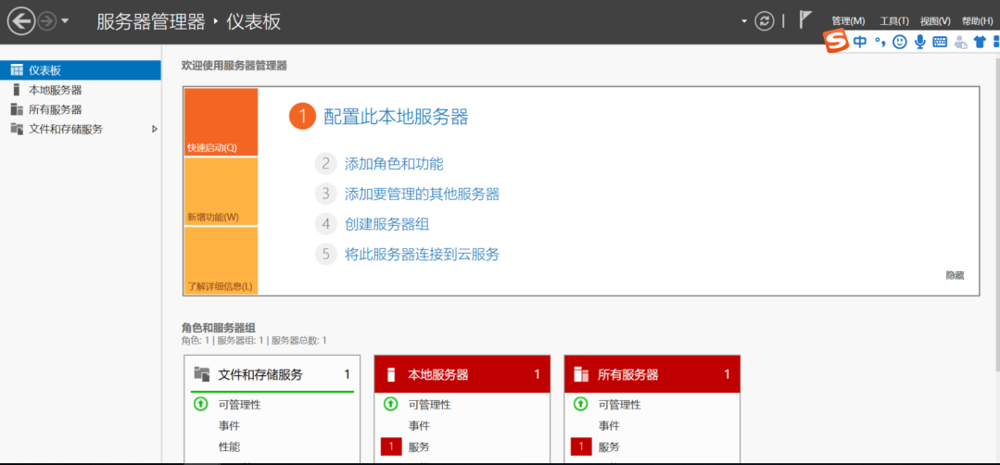 服务器管理器 ‣ 仪表板
管理(M) 工具(T) 视图(V) 帮助(H)
S 中
仪表板
本地服务器
所有服务器
文件和存储服务
欢迎使用服务器管理器
快速启动(Q)
新增功能(W)
了解详细信息(L)
1 配置此本地服务器
2 添加角色和功能
3 添加要管理的其他服务器
4 创建服务器组
5 将此服务器连接到云服务
隐藏
角色和服务器组
角色: 1 | 服务器组: 1 | 服务器总数: 1
文件和存储服务 1
可管理性
事件
性能
本地服务器 1
可管理性
事件
1 服务
所有服务器 1
可管理性
事件
1 服务